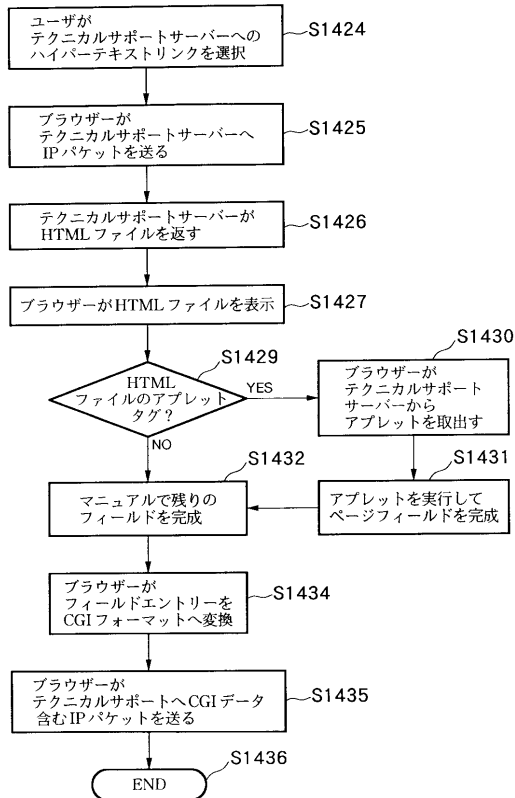 ユーザが
テクニカルサポートサーバーへの
ハイパーテキストリンクを選択
S1424
ブラウザーが
テクニカルサポートサーバーへ
IPパケットを送る
S1425
テクニカルサポートサーバーが
HTMLファイルを返す
S1426
ブラウザーがHTMLファイルを表示
S1427
HTML
ファイルのアプレット
タグ?
S1429
YES
NO
ブラウザーが
テクニカルサポート
サーバーから
アプレットを取出す
S1430
アプレットを実行して
ページフィールドを完成
S1431
マニュアルで残りの
フィールドを完成
S1432
ブラウザーが
フィールドエントリーを
CGIフォーマットへ変換
S1434
ブラウザーが
テクニカルサポートへCGIデータ
含むIPパケットを送る
S1435
END
S1436